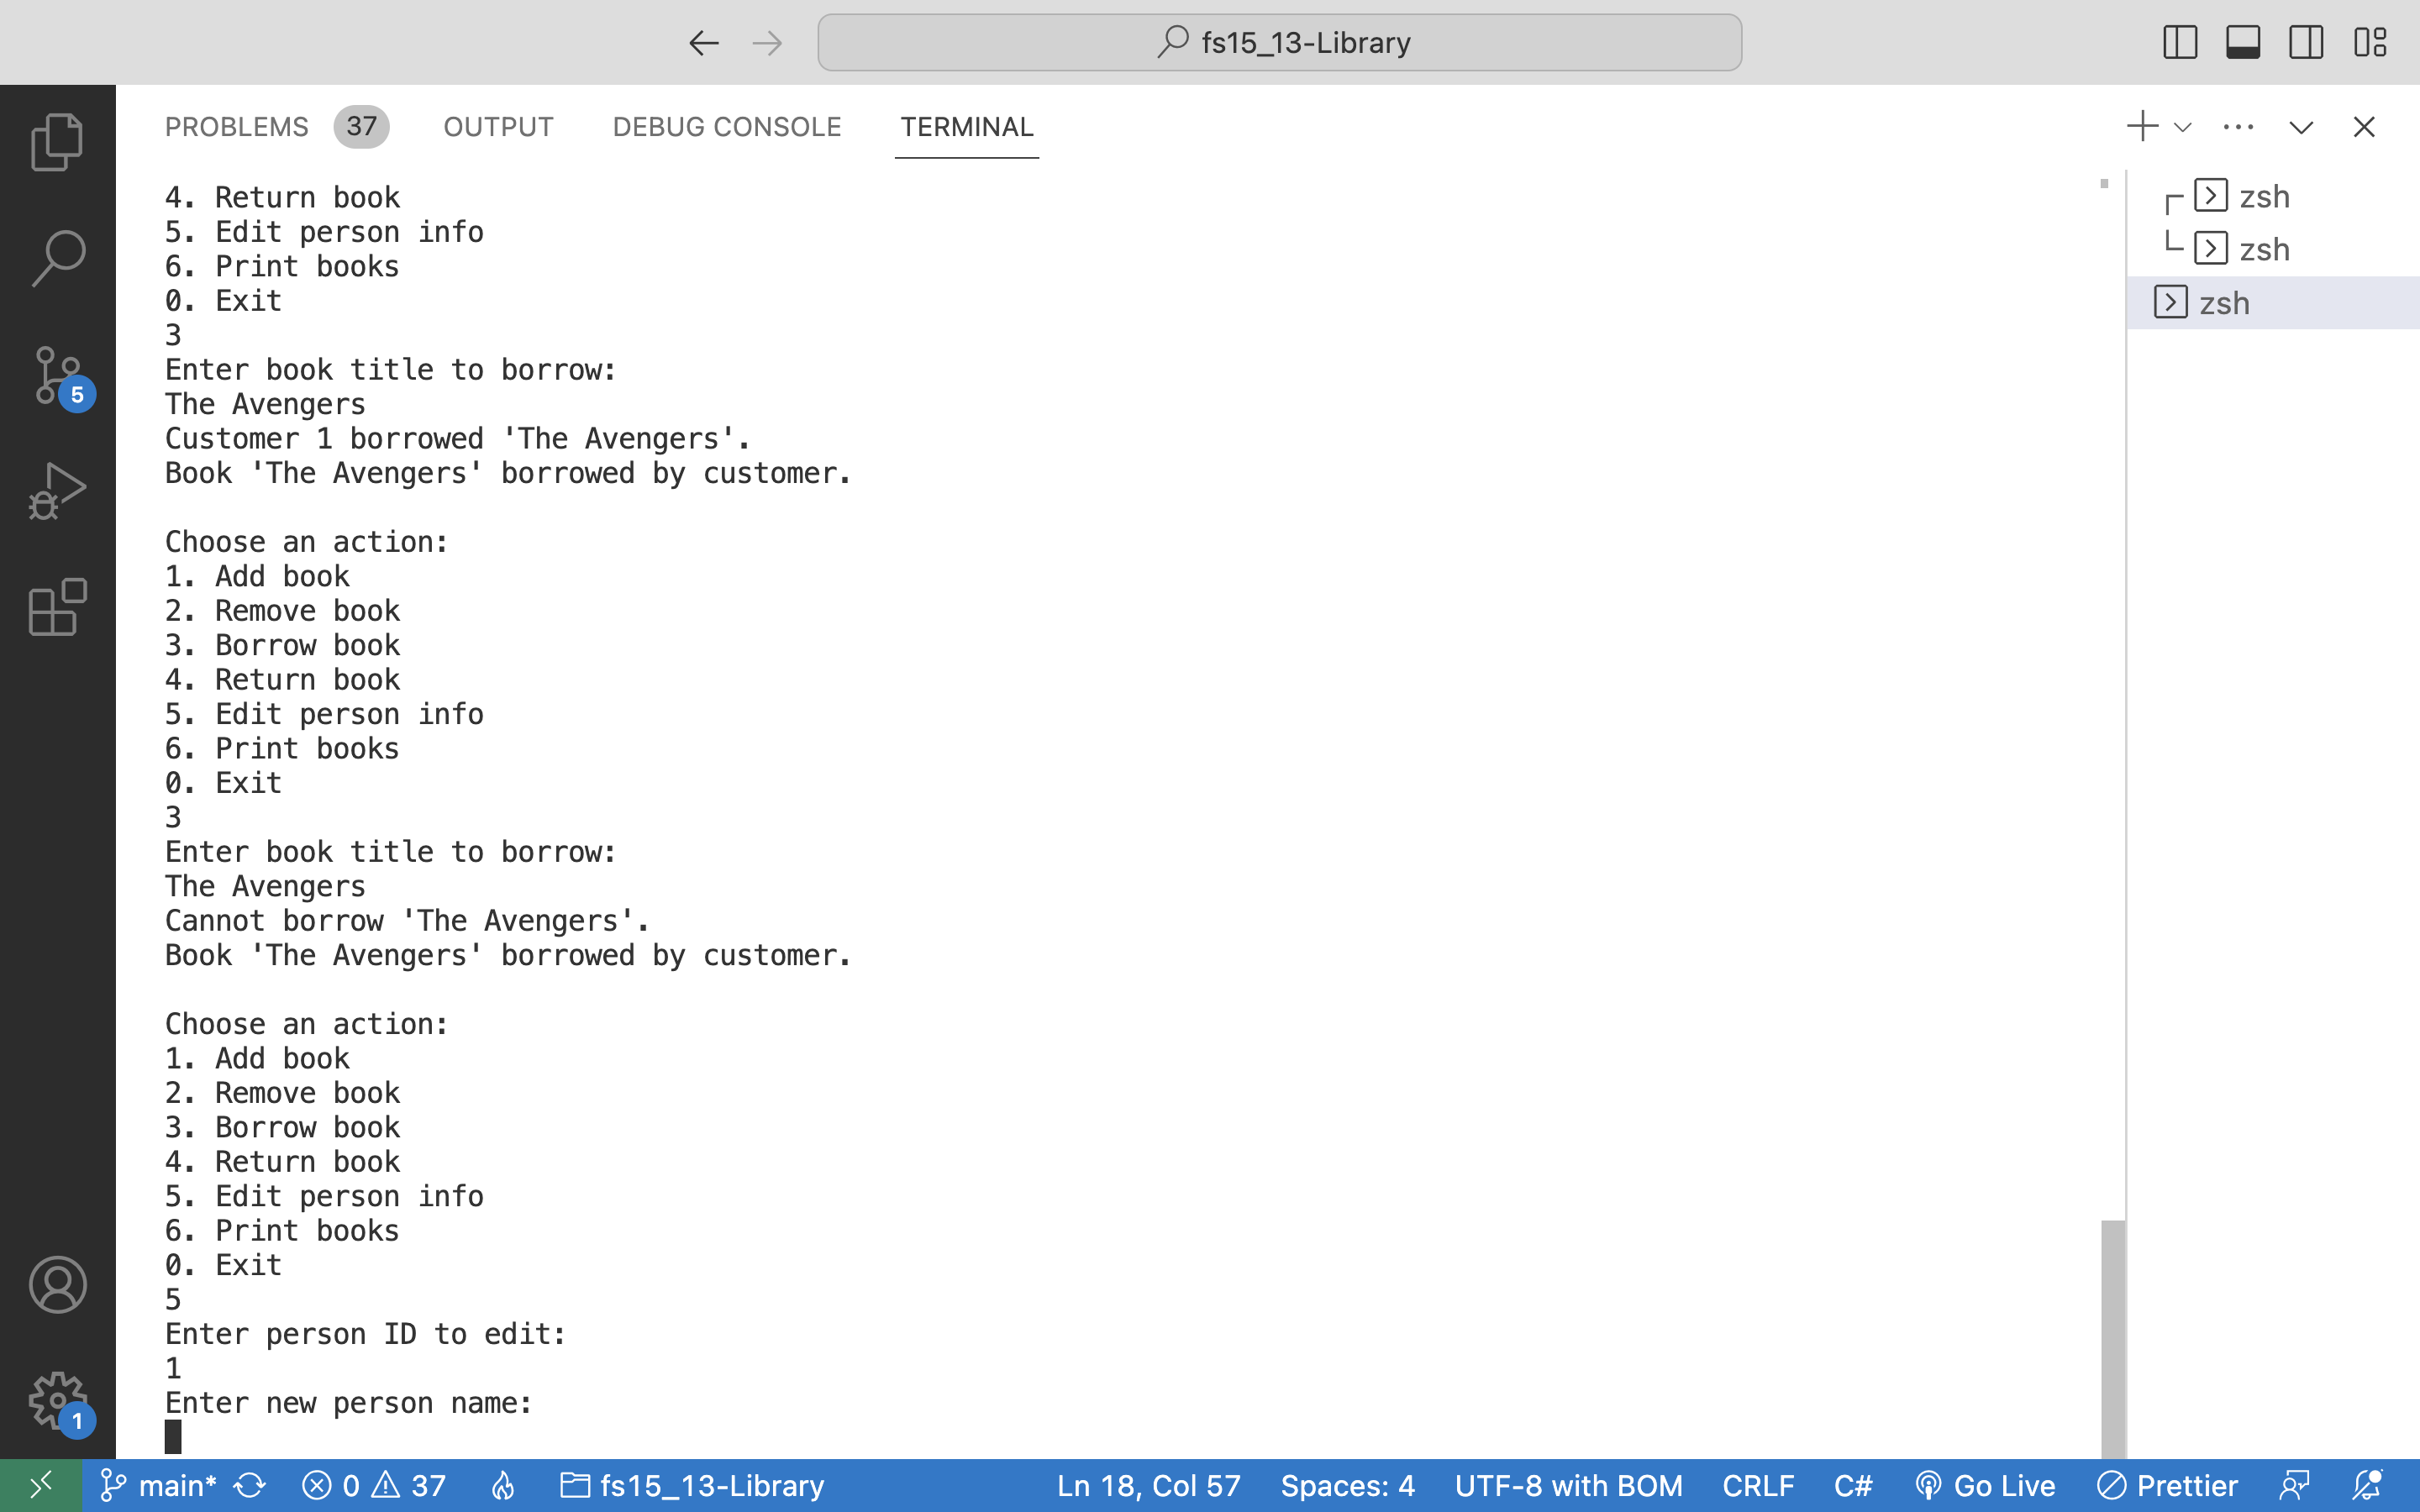 fs15_13-Library
PROBLEMS 37 OUTPUT DEBUG CONSOLE TERMINAL
4. Return book
5. Edit person info
6. Print books
0. Exit
3
Enter book title to borrow:
The Avengers
Customer 1 borrowed 'The Avengers'.
Book 'The Avengers' borrowed by customer.
Choose an action:
1. Add book
2. Remove book
3. Borrow book
4. Return book
5. Edit person info
6. Print books
0. Exit
3
Enter book title to borrow:
The Avengers
Cannot borrow 'The Avengers'.
Book 'The Avengers' borrowed by customer.
Choose an action:
1. Add book
2. Remove book
3. Borrow book
4. Return book
5. Edit person info
6. Print books
0. Exit
5
Enter person ID to edit:
1
Enter new person name:
zsh
zsh
zsh
5
1
main* 0 37 fs15_13-Library Ln 18, Col 57 Spaces: 4 UTF-8 with BOM CRLF C# Go Live Prettier